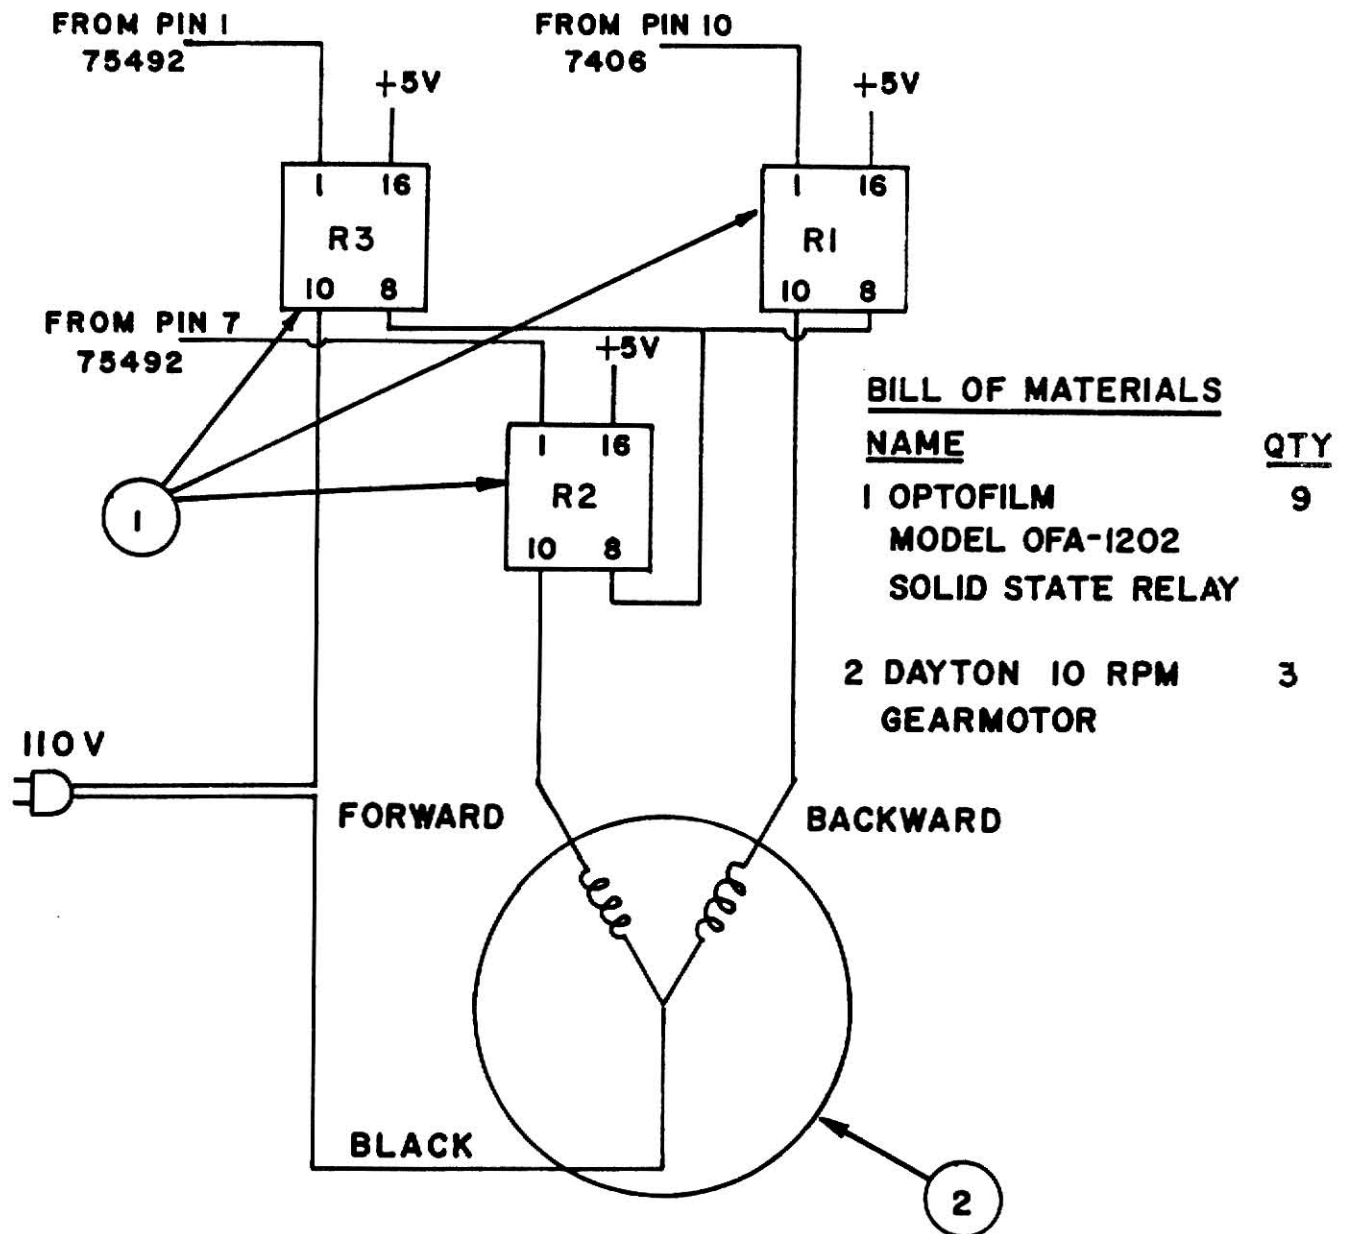 FROM PIN 1
75492
FROM PIN 10
7406
+5V
+5V
1 16
R3
10 8
1 16
R1
10 8
FROM PIN 7
75492
+5V
1 16
R2
10 8
1
BILL OF MATERIALS
NAME QTY
1 OPTOFILM 9
MODEL OFA-1202
SOLID STATE RELAY
2 DAYTON 10 RPM 3
GEARMOTOR
110V
FORWARD
BACKWARD
BLACK
2